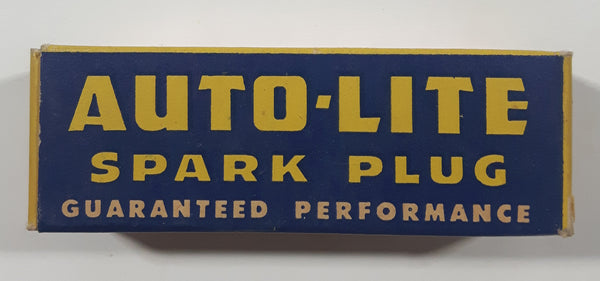 AUTO-LITE
SPARK PLUG
GUARANTEED PERFORMANCE